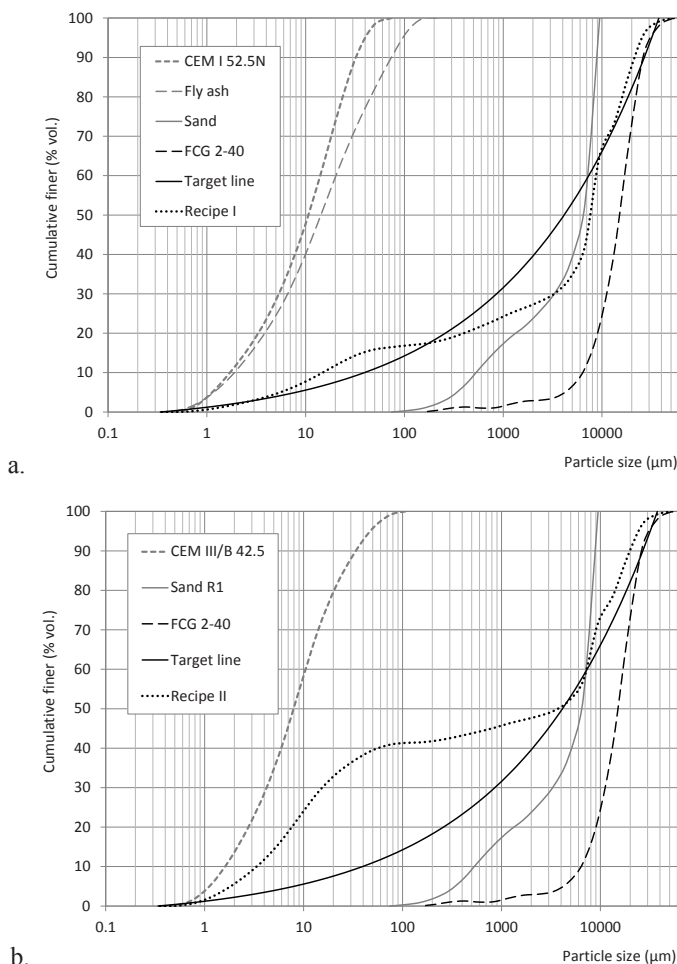 100
90
80
70
60
50
40
30
20
10
0
Cumulative finer (% vol.)
CEM I 52.5N
Fly ash
Sand
FCG 2-40
Target line
Recipe I
0.1 1 10 100 1000 10000
Particle size (µm)
a.
100
90
80
70
60
50
40
30
20
10
0
Cumulative finer (% vol.)
CEM III/B 42.5
Sand R1
FCG 2-40
Target line
Recipe II
0.1 1 10 100 1000 10000
Particle size (µm)
b.